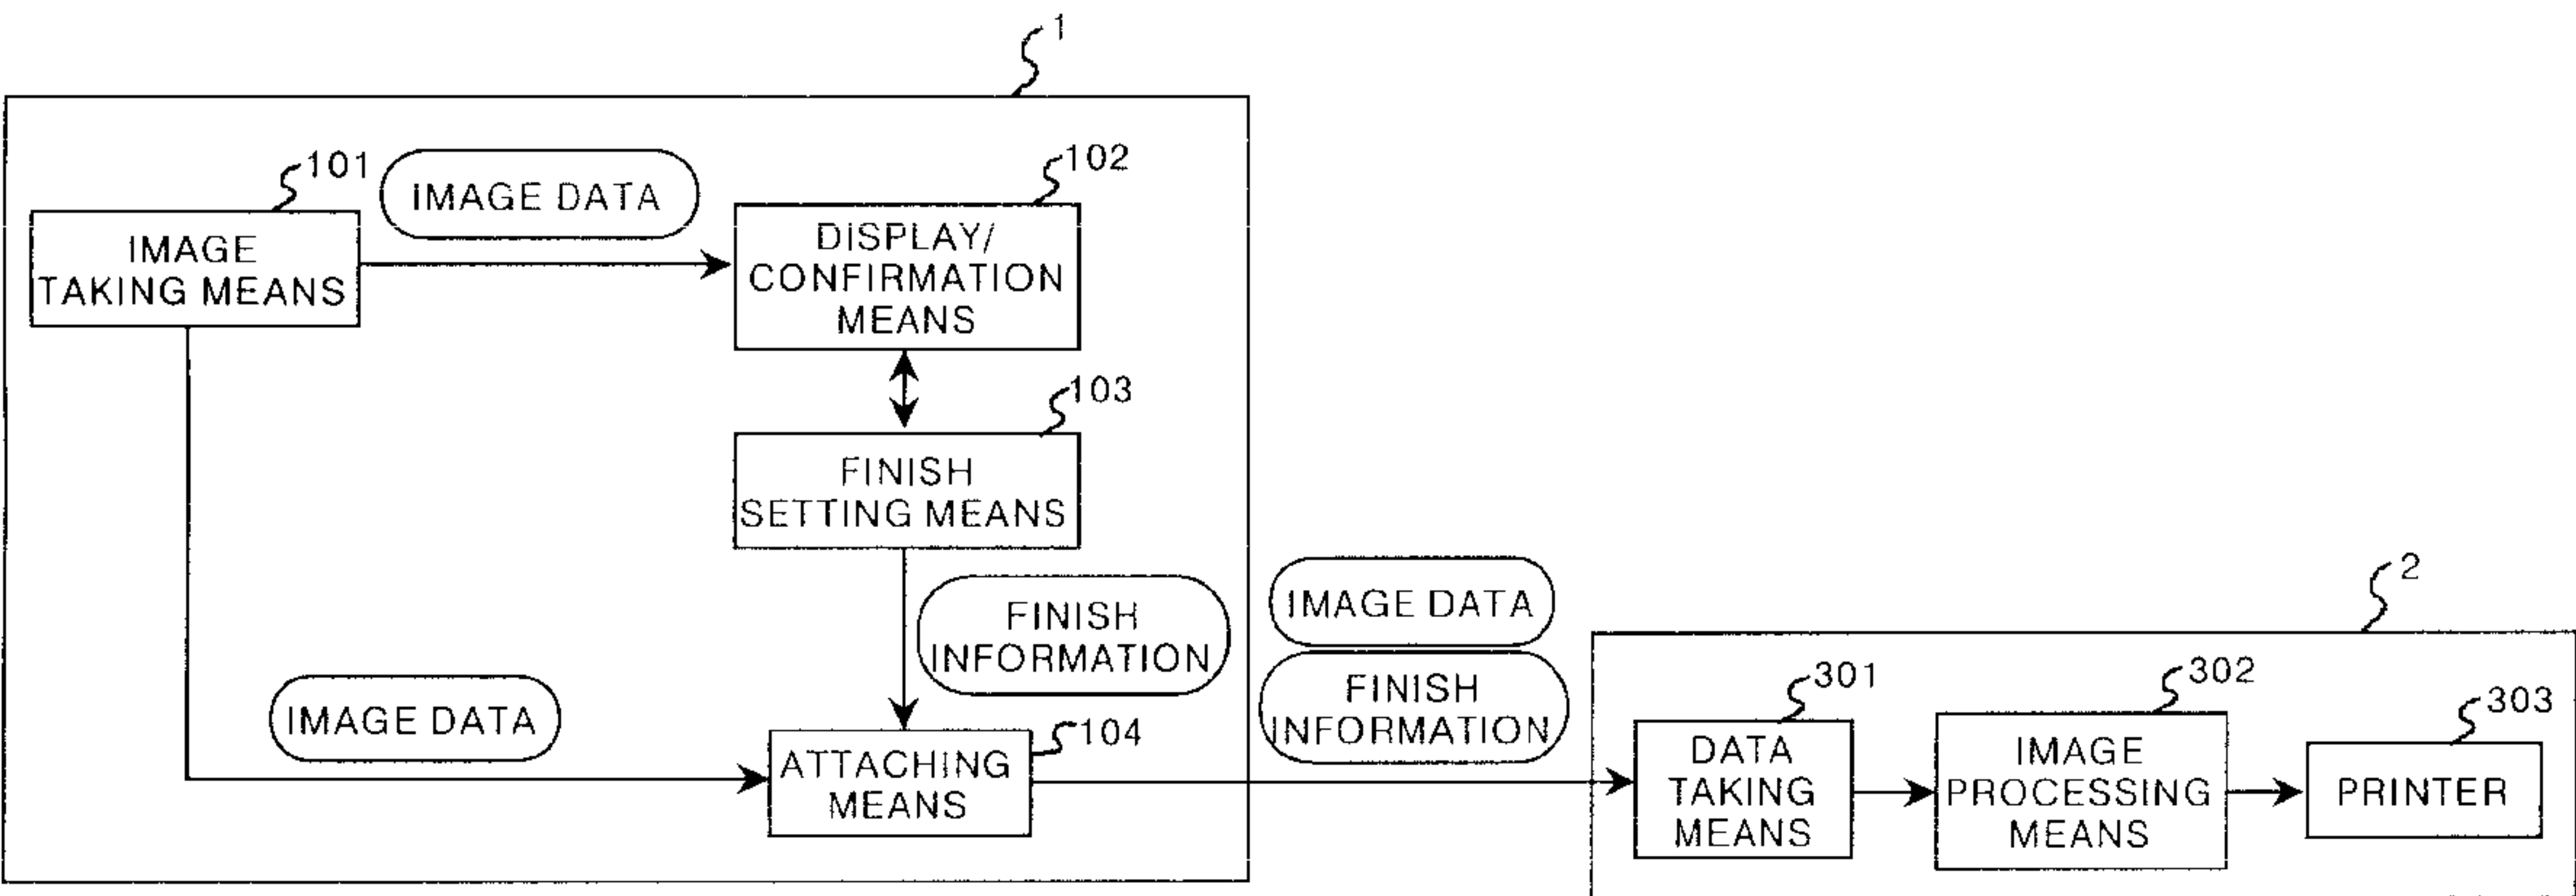 1
101
IMAGE DATA
102
IMAGE
TAKING MEANS
DISPLAY/
CONFIRMATION
MEANS
103
FINISH
SETTING MEANS
FINISH
INFORMATION
IMAGE DATA
104
ATTACHING
MEANS
IMAGE DATA
FINISH
INFORMATION
2
301
302
303
DATA
TAKING
MEANS
IMAGE
PROCESSING
MEANS
PRINTER